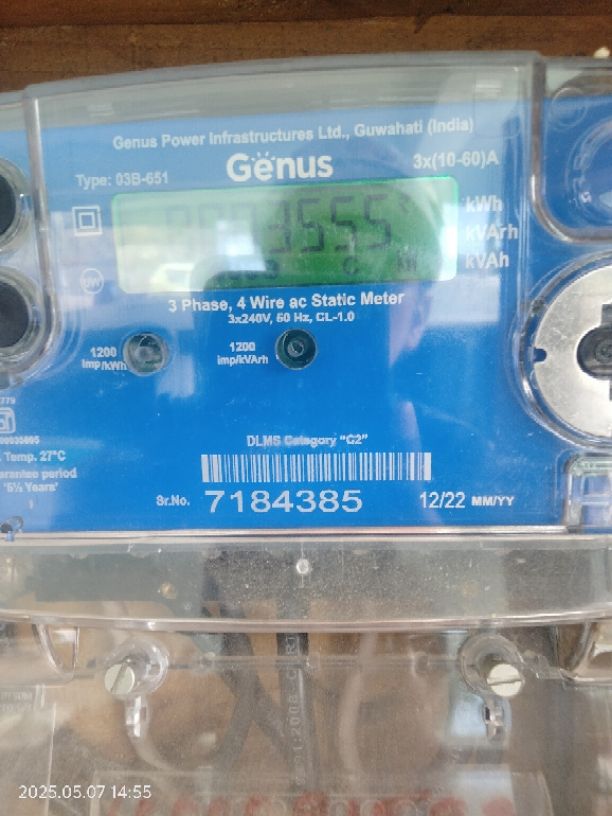 Genus Power Infrastructures Ltd., Guwahati (India)
Genus
3x(10-60)A
Type: 03B-651
3555
kWh
kVArh
kVAh
3 Phase, 4 Wire ac Static Meter
3x240V, 50 Hz, CL-1.0
1200
imp/kWh
1200
imp/kVArh
DLMS Category "C2"
Temp. 27°C
period
'5½ Years'
1
Sr.No. 7184385 12/22 MM/YY
2025.05.07 14:55